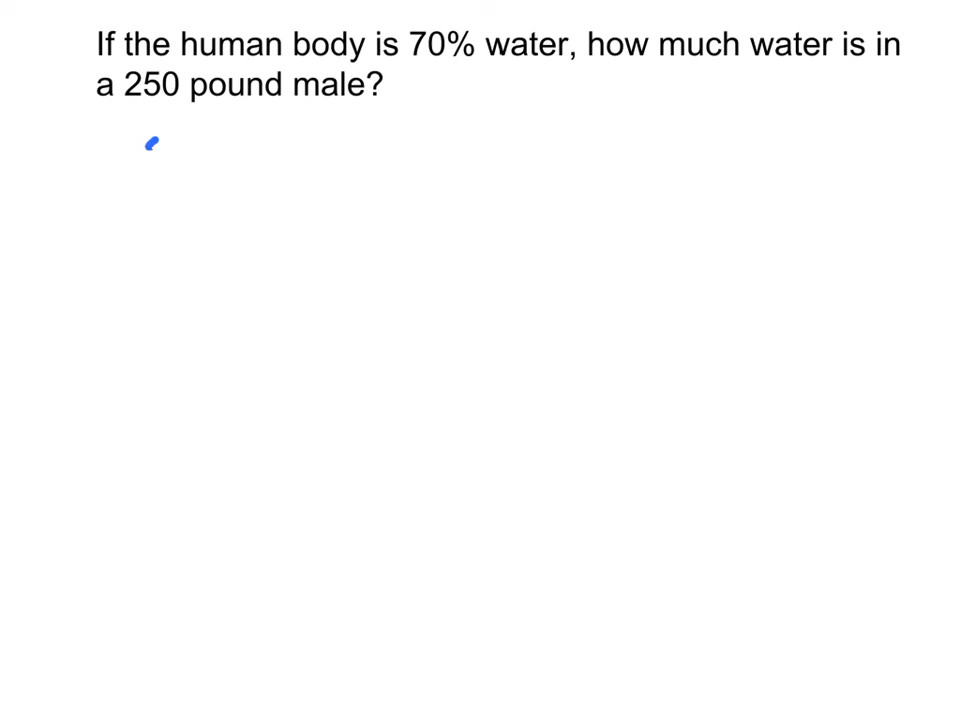 If the human body is 70% water, how much water is in
a 250 pound male?